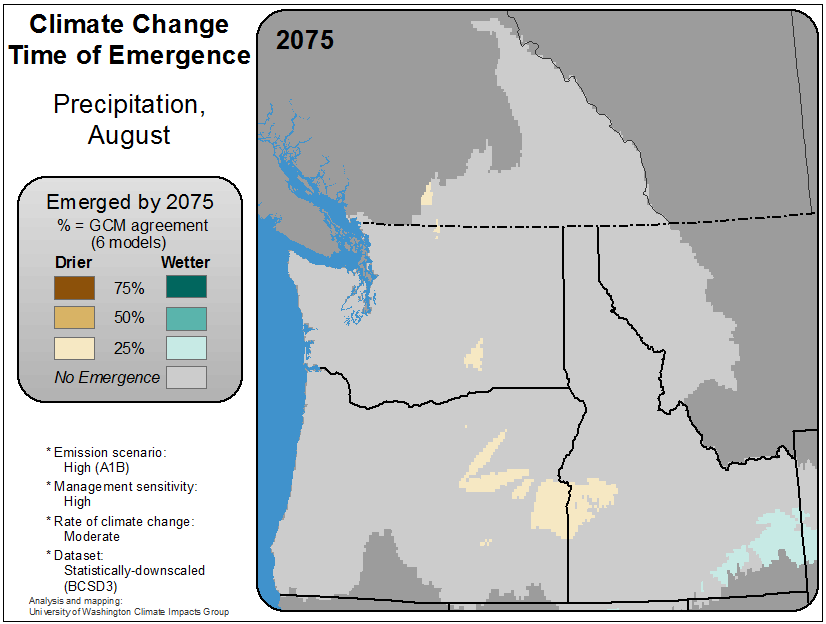 Climate Change
Time of Emergence
Precipitation,
August
2075
Emerged by 2075
% = GCM agreement
(6 models)
Drier Wetter
75%
50%
25%
No Emergence
* Emission scenario:
High (A1B)
* Management sensitivity:
High
* Rate of climate change:
Moderate
* Dataset:
Statistically-downscaled
(BCSD3)
Analysis and mapping:
University of Washington Climate Impacts Group